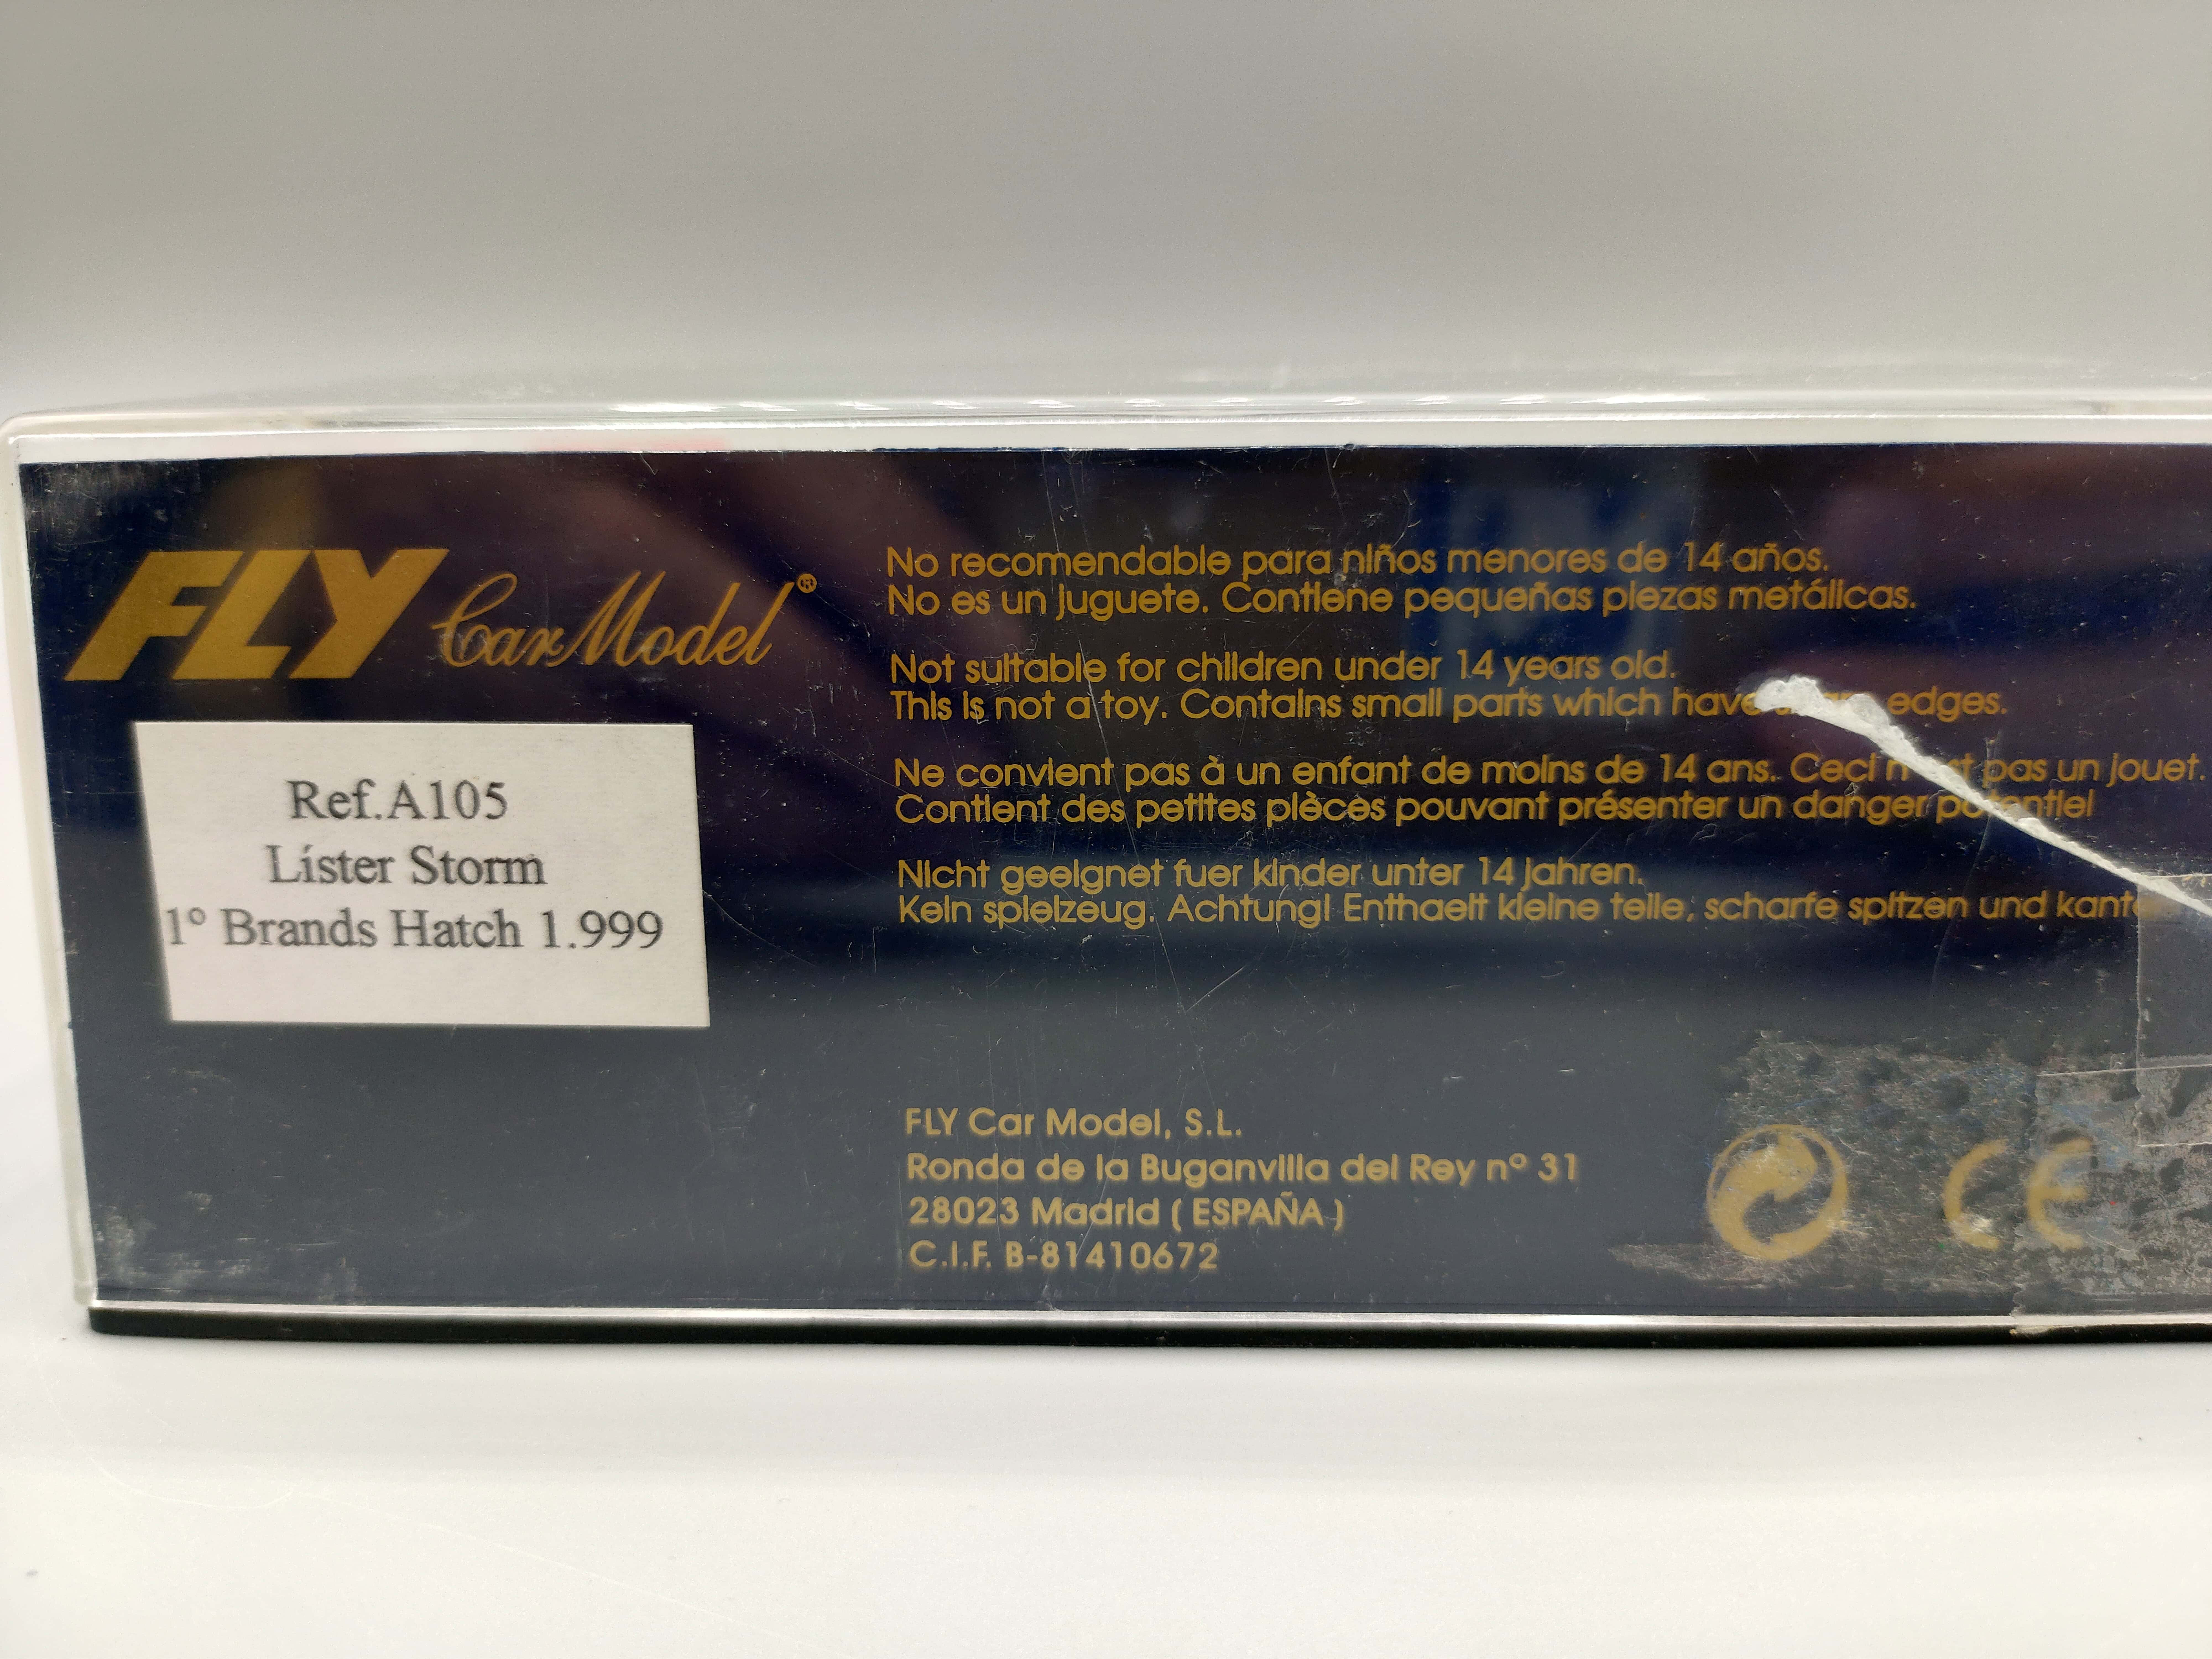 FLY Car Model®
Ref.A105
Líster Storm
1º Brands Hatch 1.999
No recomendable para niños menores de 14 años.
No es un juguete. Contiene pequeñas piezas metálicas.
Not suitable for children under 14 years old.
This is not a toy. Contains small parts which have edges.
Ne convient pas à un enfant de moins de 14 ans. Ceci n'est pas un jouet.
Contient des petites pièces pouvant présenter un danger potentiel
Nicht geeignet fuer kinder unter 14 jahren.
Kein spielzeug. Achtung! Enthaelt kleine teile, scharfe spitzen und
FLY Car Model, S.L.
Ronda de la Buganvilla del Rey nº 31
28023 Madrid ( ESPAÑA )
C.I.F. B-81410672
CE